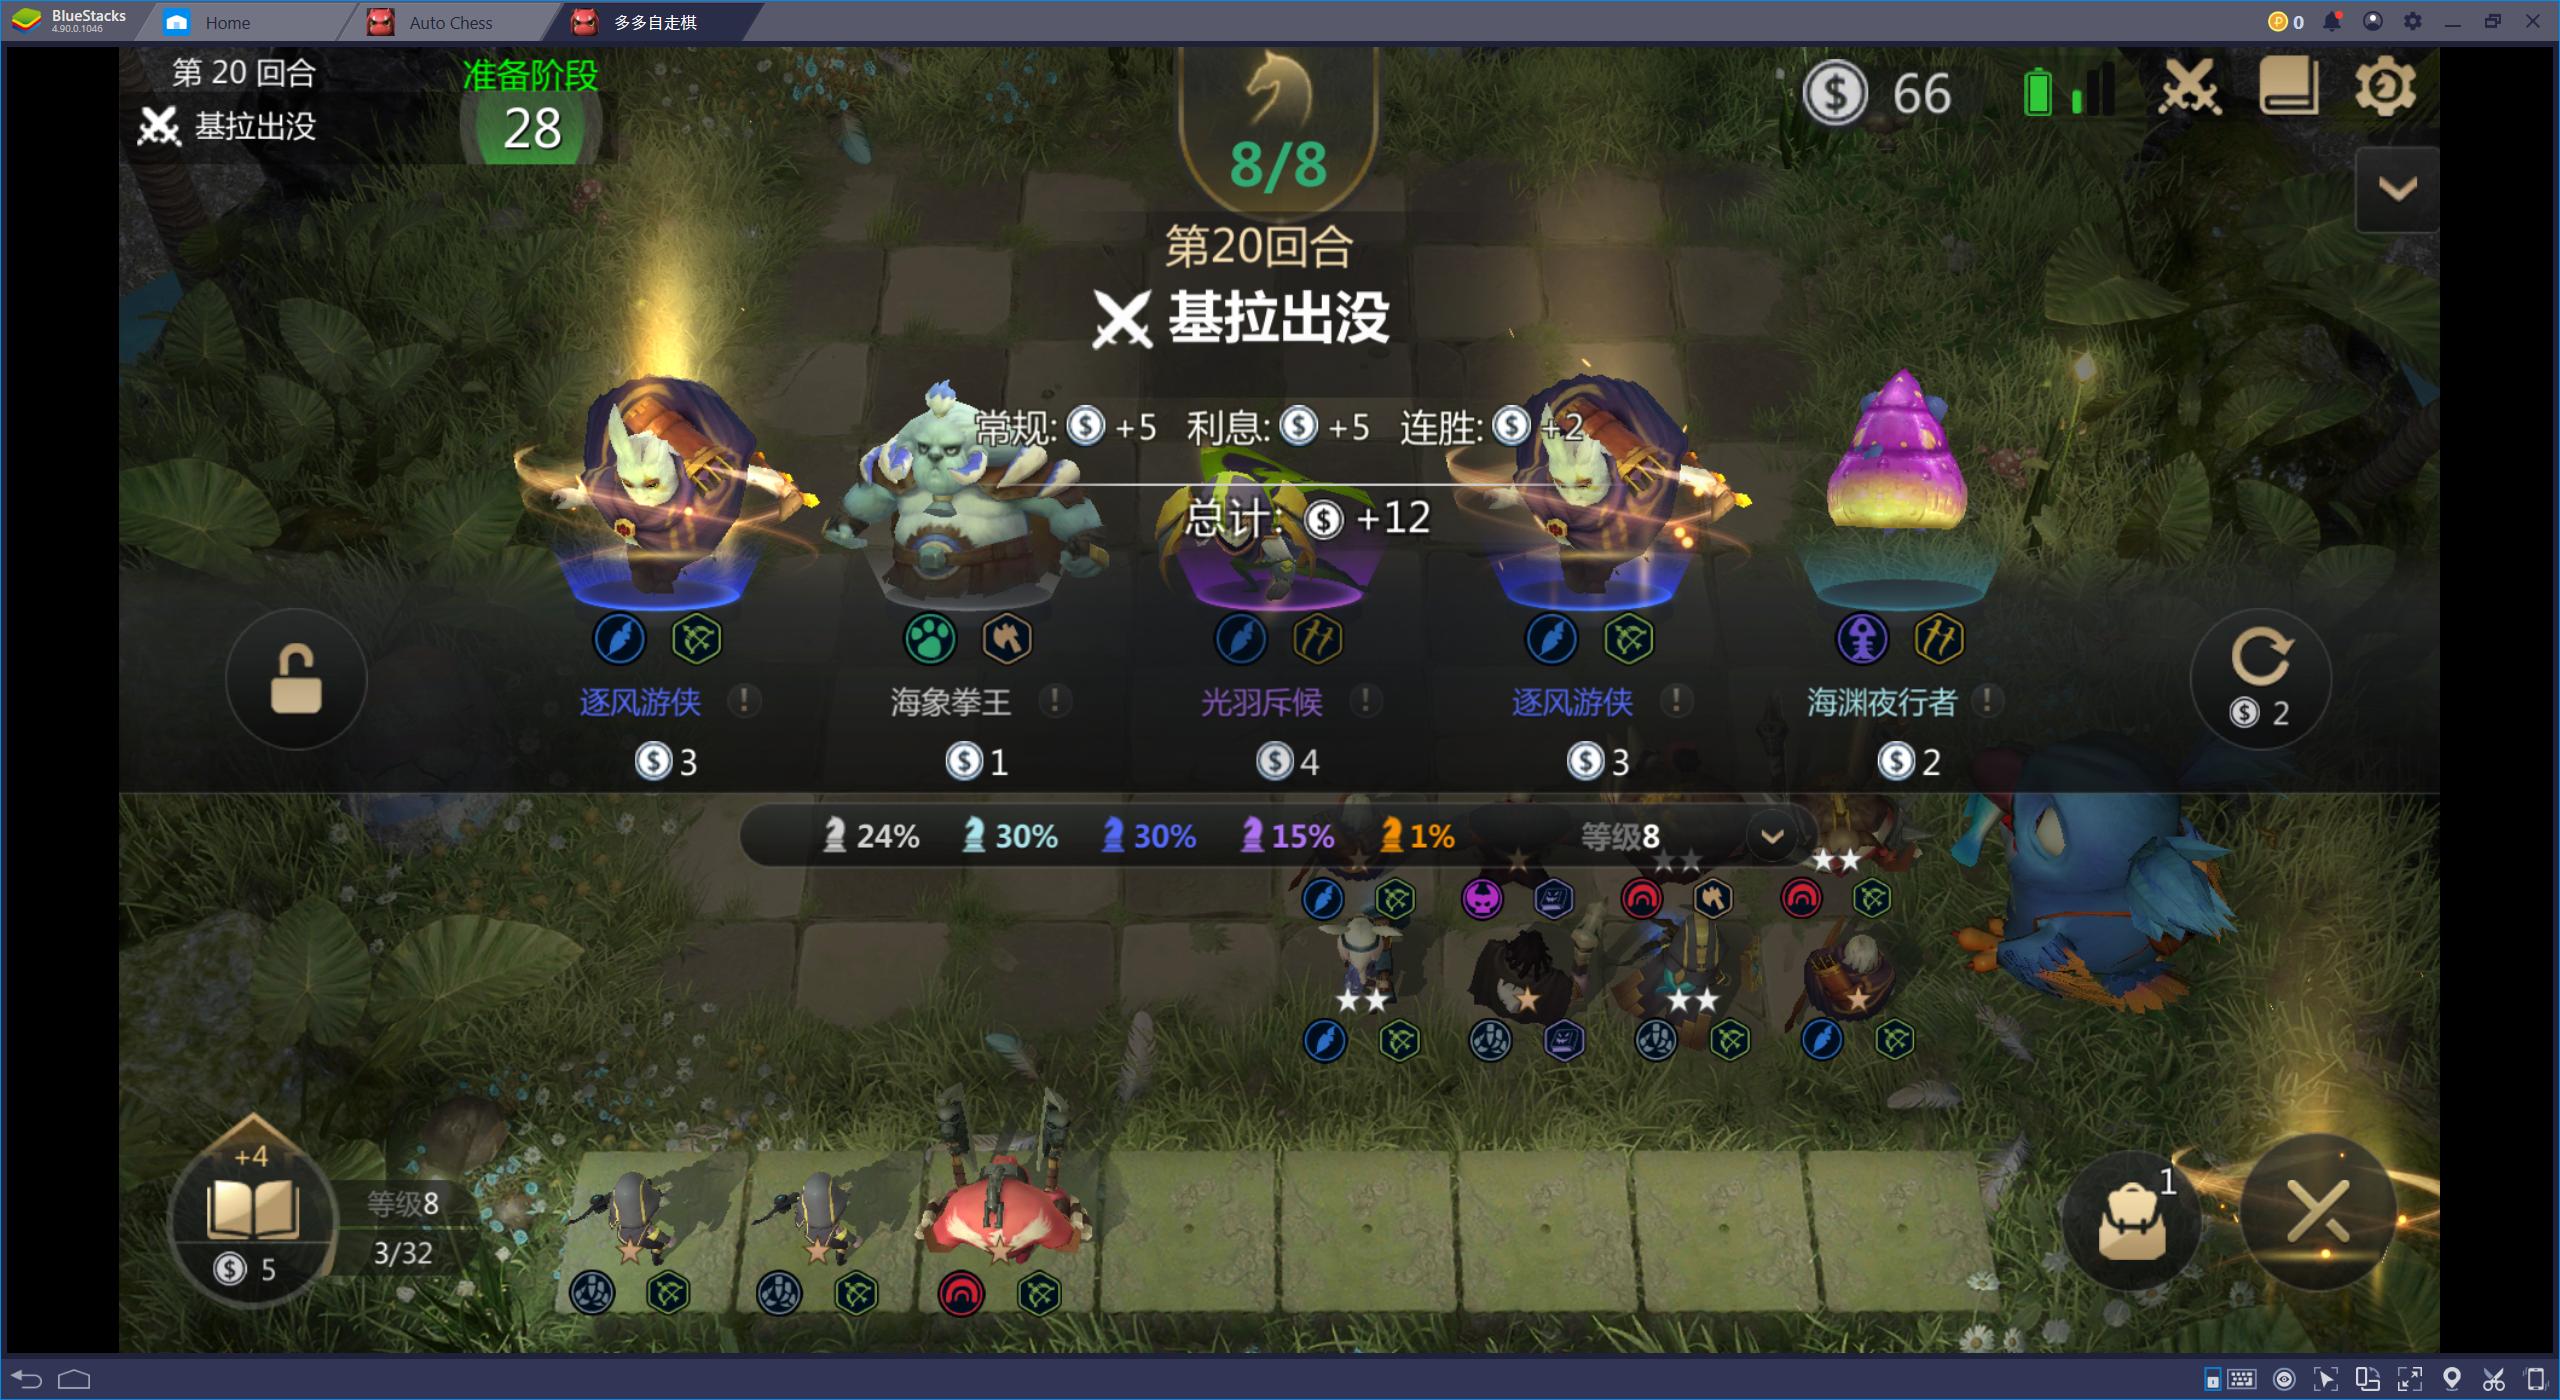 BlueStacks
4.90.0.1046
Home
Auto Chess
多多自走棋
0
第 20 回合
准备阶段
28
基拉出没
8/8
66
第20回合
基拉出没
常规: +5 利息: +5 连胜: +2
总计: +12
逐风游侠 !
海象拳王 !
光羽斥候 !
逐风游侠 !
海渊夜行者 !
3
1
4
3
2
2
24% 30% 30% 15% 1% 等级8
+4
等级8
3/32
5
1